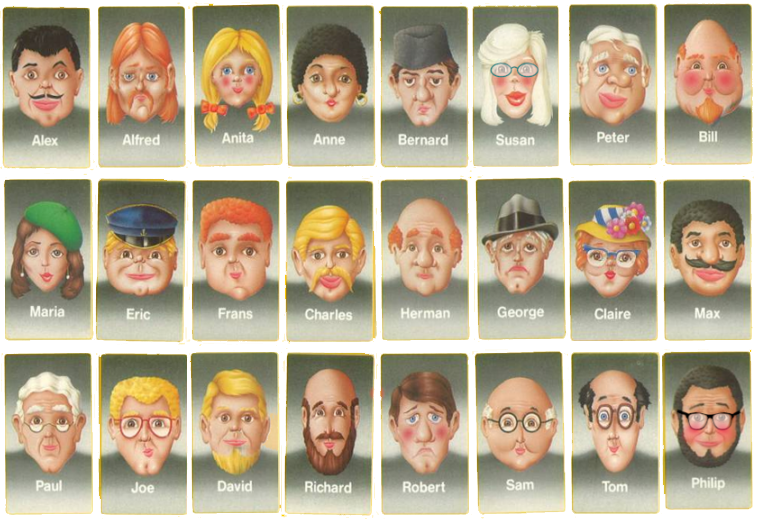 Alex Alfred Anita Anne Bernard Susan Peter Bill
Maria Eric Frans Charles Herman George Claire Max
Paul Joe David Richard Robert Sam Tom Philip